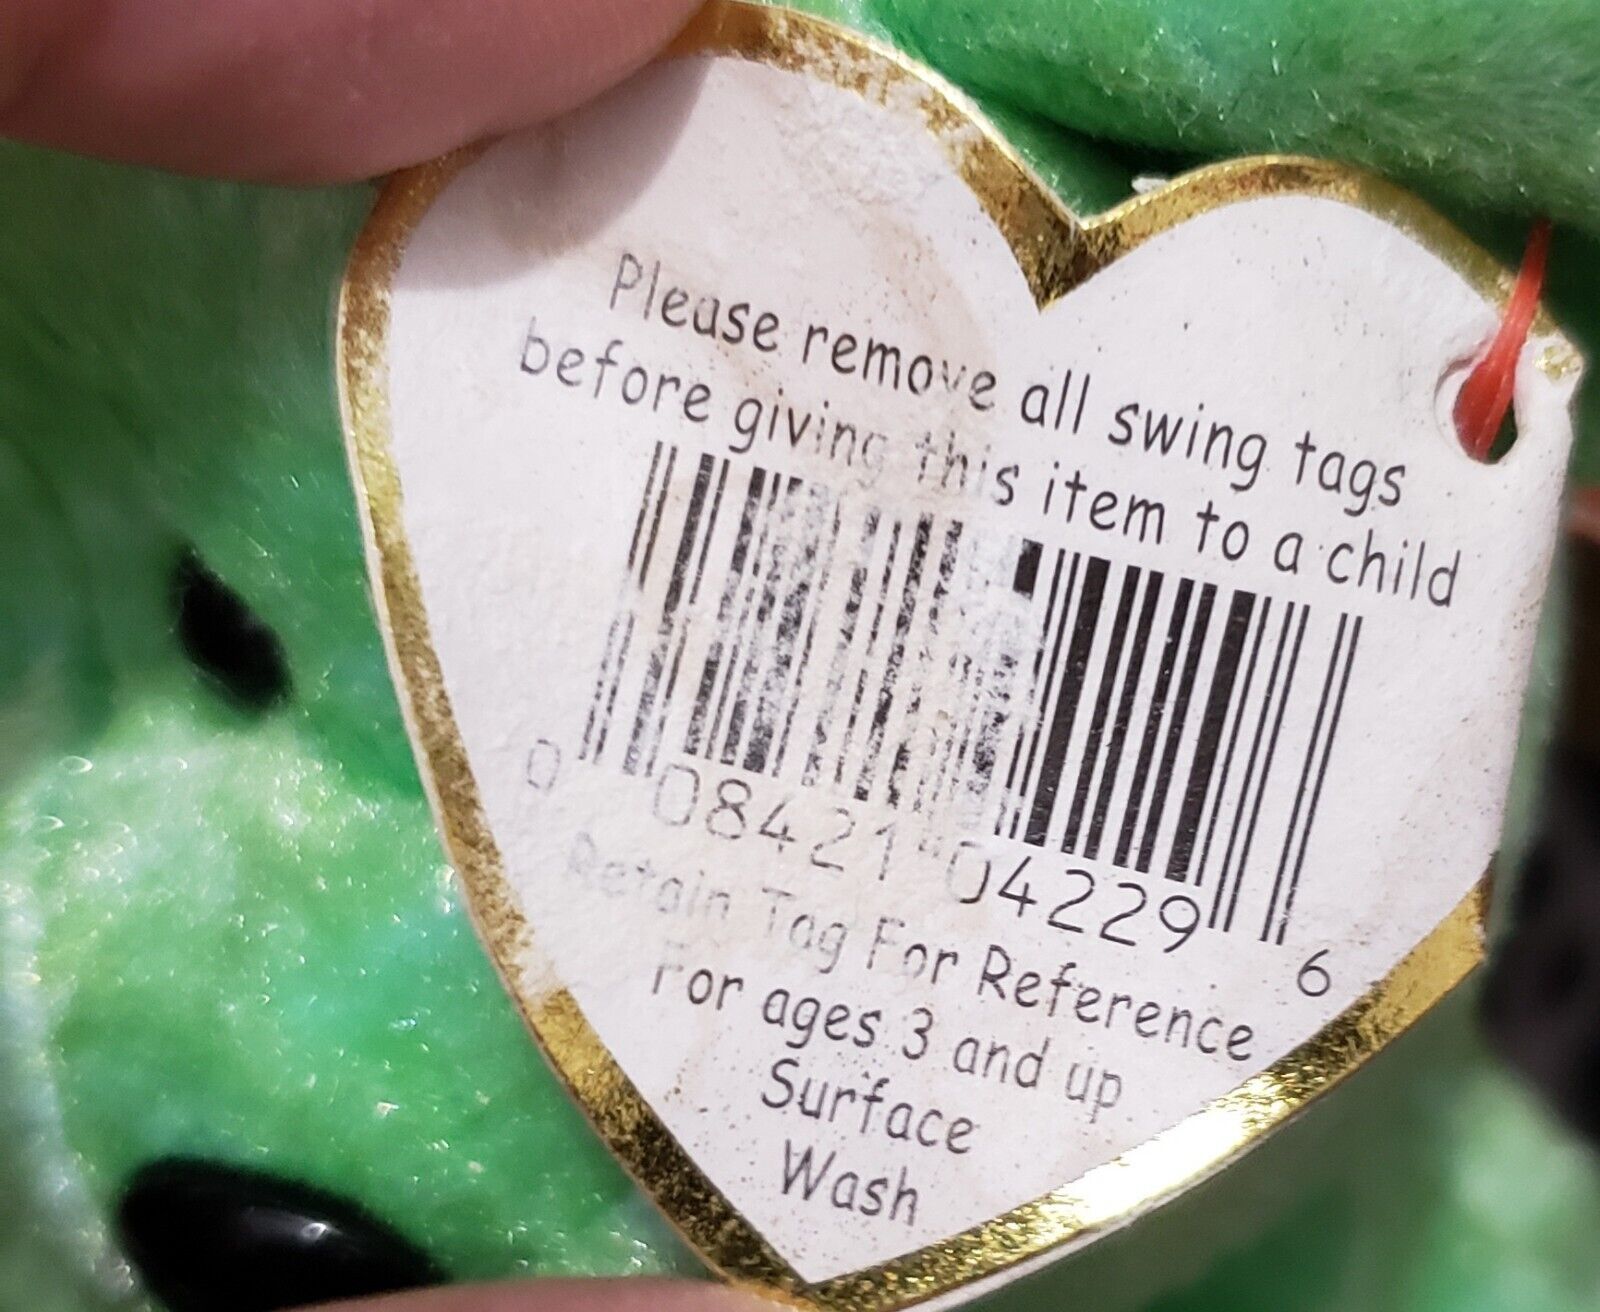 Please remove all swing tags
before giving this item to a child
0 08421 04229 6
Retain Tag For Reference
For ages 3 and up
Surface
Wash